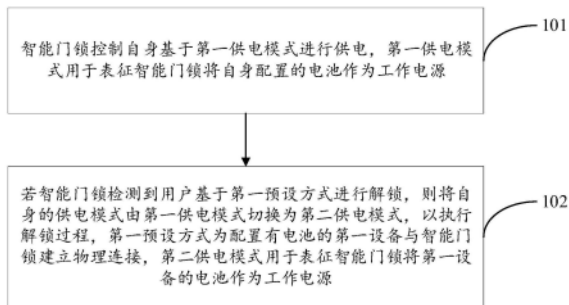 智能门锁控制自身基于第一供电模式进行供电，第一供电模
式用于表征智能门锁将自身配置的电池作为工作电源
101
若智能门锁检测到用户基于第一预设方式进行解锁，则将
自身的供电模式由第一供电模式切换为第二供电模式，以执行
解锁过程，第一预设方式为配置有电池的第一设备与智能门
锁建立物理连接，第二供电模式用于表征智能门锁将第一设
备的电池作为工作电源
102